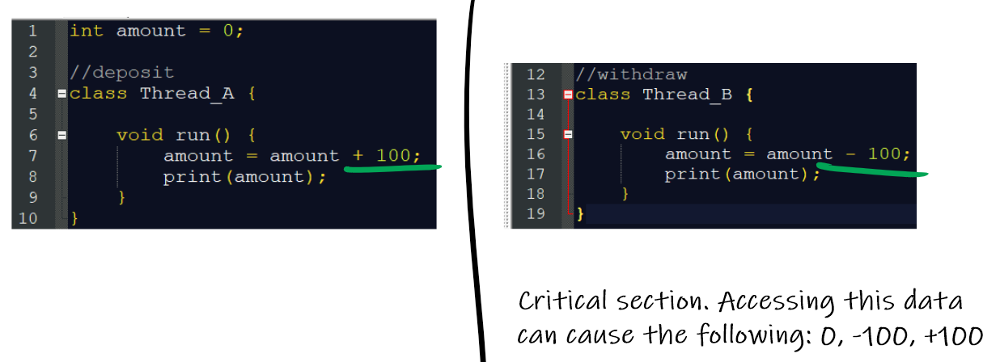 1 int amount = 0;
2
3 //deposit
4 class Thread_A {
5
6 void run() {
7 amount = amount + 100;
8 print(amount);
9 }
10 }
12 //withdraw
13 class Thread_B {
14
15 void run() {
16 amount = amount - 100;
17 print(amount);
18 }
19 }
Critical section. Accessing this data
can cause the following: 0, -100, +100